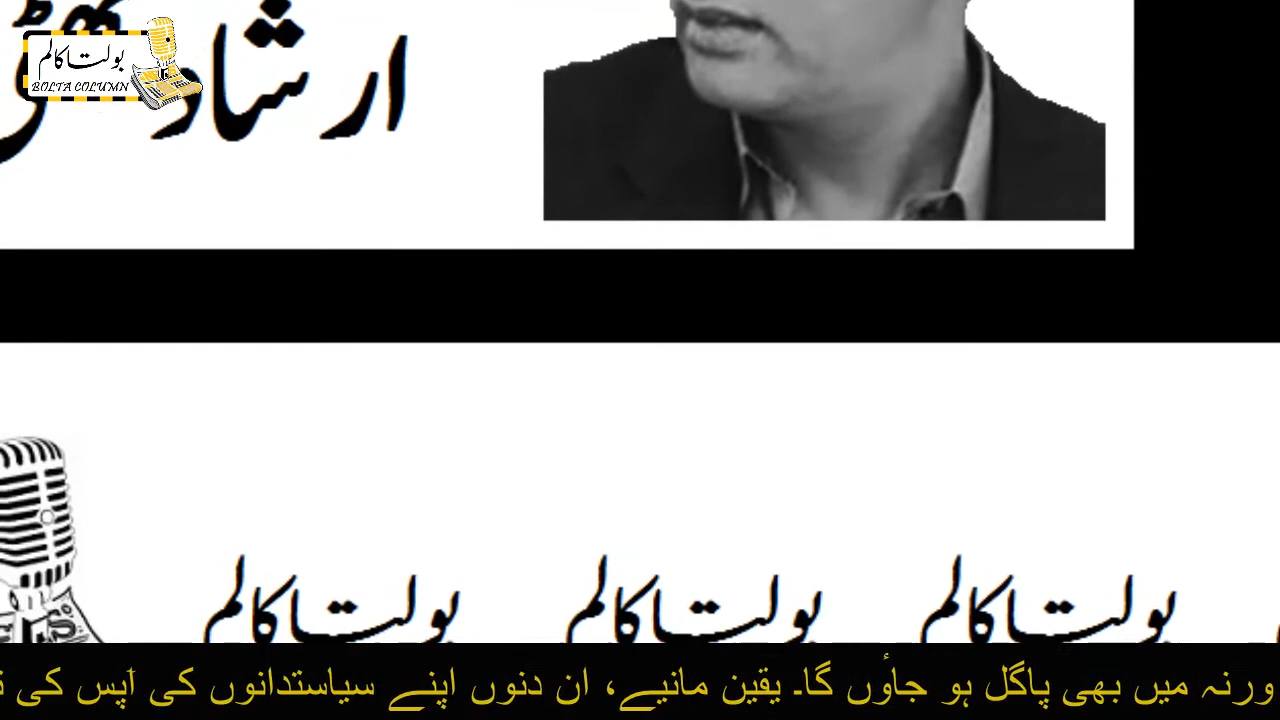 بولتا کالم
BOLTA COLUMN
ارشاد بھٹی
بولتا کالم بولتا کالم بولتا کالم
ورنہ میں بھی پاگل ہو جاؤں گا۔ یقین مانیے، ان دنوں اپنے سیاستدانوں کی آپس کی